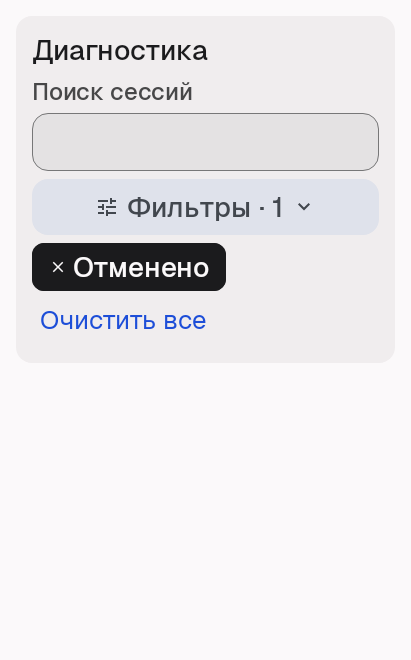 Диагностика
Поиск сессий
Фильтры · 1
× Отменено
Очистить все